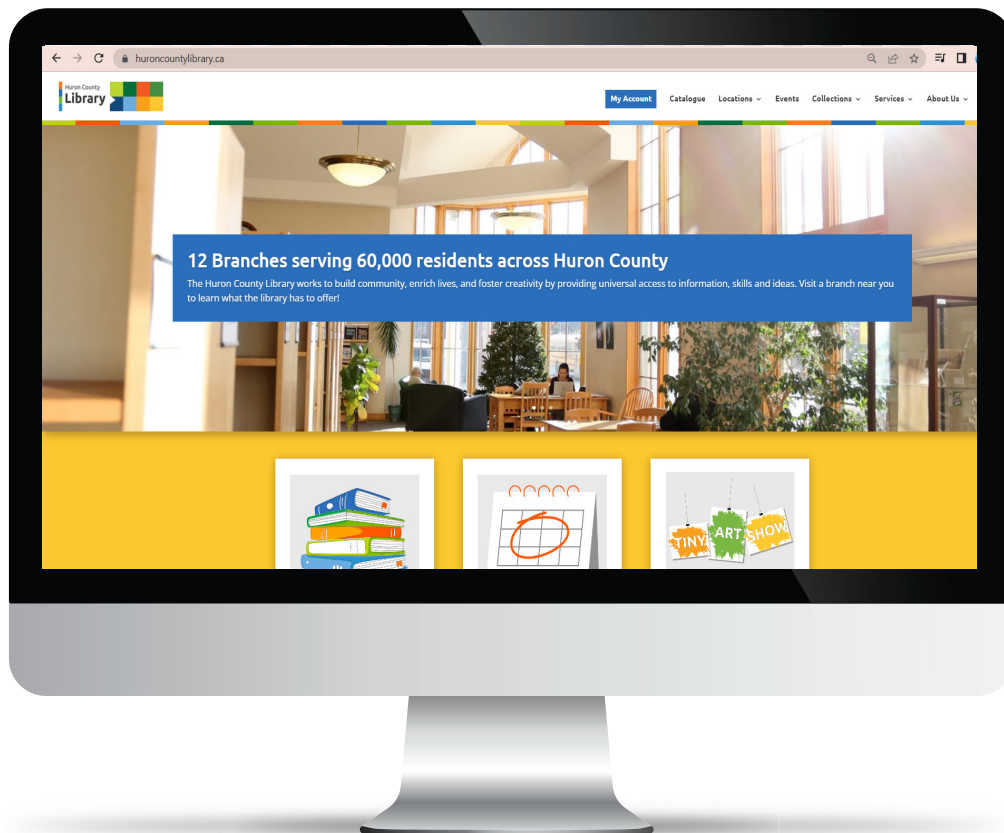 huroncountylibrary.ca
Huron County
Library
My Account Catalogue Locations Events Collections Services About Us
12 Branches serving 60,000 residents across Huron County
The Huron County Library works to build community, enrich lives, and foster creativity by providing universal access to information, skills and ideas. Visit a branch near you
to learn what the library has to offer!
TINY ART SHOW